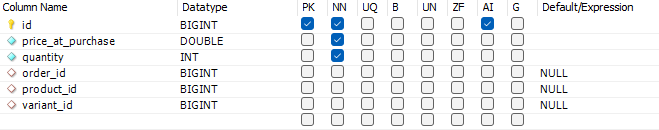 Column Name Datatype PK NN UQ B UN ZF AI G Default/Expression
id BIGINT
price_at_purchase DOUBLE
quantity INT
order_id BIGINT NULL
product_id BIGINT NULL
variant_id BIGINT NULL